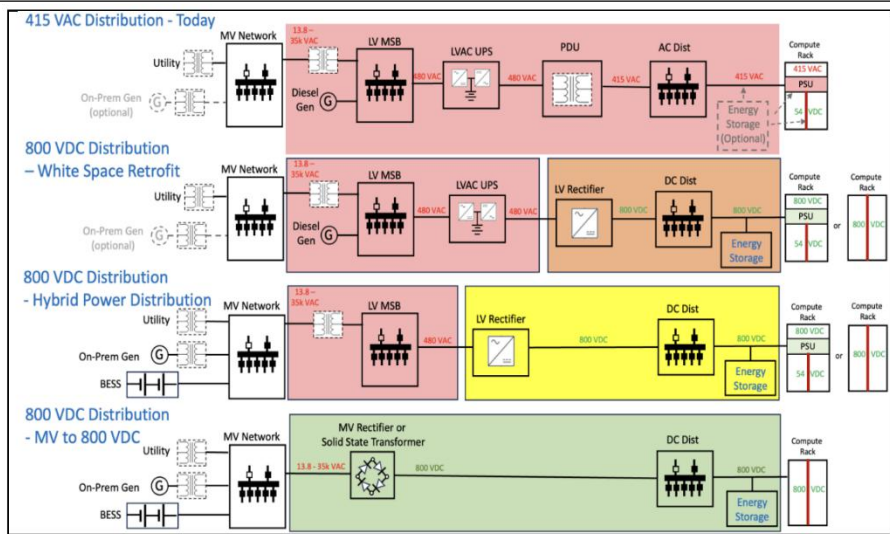 415 VAC Distribution - Today
MV Network
13.8 –
35k VAC
LV MSB
LVAC UPS
PDU
AC Dist
Compute
Rack
Utility
480 VAC
480 VAC
415 VAC
415 VAC
415 VAC
PSU
On-Prem Gen
(optional)
G
Diesel
Gen
G
Energy
Storage
(Optional)
54
VDC
800 VDC Distribution
– White Space Retrofit
MV Network
13.8 –
35k VAC
LV MSB
LVAC UPS
LV Rectifier
DC Dist
Compute
Rack
Utility
480 VAC
480 VAC
800 VDC
800 VDC
800 VDC
PSU
or
800
VDC
On-Prem Gen
(optional)
G
Diesel
Gen
G
Energy
Storage
54
VDC
800 VDC Distribution
- Hybrid Power Distribution
MV Network
13.8 –
35k VAC
LV MSB
LV Rectifier
DC Dist
Compute
Rack
Utility
On-Prem Gen
G
BESS
480 VAC
800 VDC
800 VDC
800 VDC
PSU
or
800
VDC
Energy
Storage
54
VDC
800 VDC Distribution
- MV to 800 VDC
MV Network
MV Rectifier or
Solid State Transformer
DC Dist
Compute
Rack
Utility
On-Prem Gen
G
BESS
13.8 - 35k VAC
800 VDC
800 VDC
800
VDC
Energy
Storage